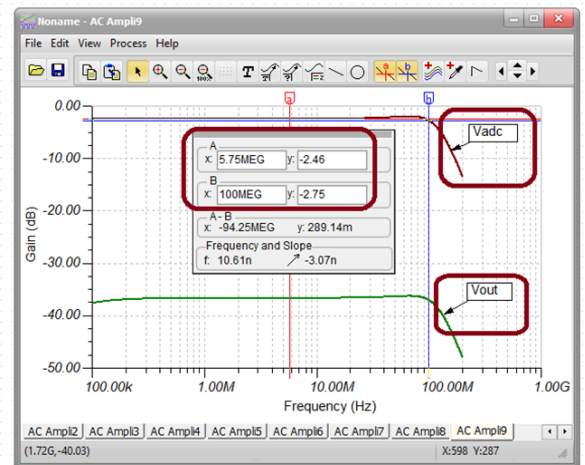 Noname - AC Ampli9
File Edit View Process Help
100%
T
a b
a b
0.00
-10.00
-20.00
-30.00
-40.00
-50.00
Gain (dB)
Vadc
A
x: 5.75MEG y: -2.46
B
x: 100MEG y: -2.75
A - B
x: -94.25MEG y: 289.14m
Frequency and Slope
f: 10.61n -3.07n
Vout
100.00k 1.00M 10.00M 100.00M 1.00G
Frequency (Hz)
AC Ampli2 AC Ampli3 AC Ampli4 AC Ampli5 AC Ampli6 AC Ampli7 AC Ampli8 AC Ampli9
(1.72G,-40.03) X:598 Y:287